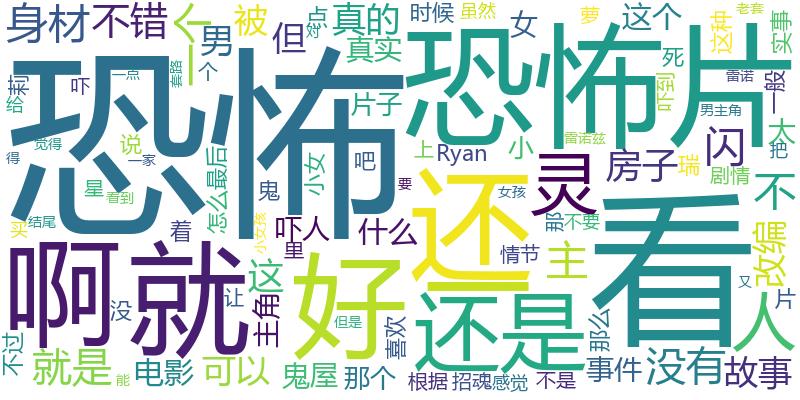 身材
不错
个
被
男
但
点
好
真的
真实
时候
虽然
女
这个
萝
死
这种
老套
实事
给
莉
吓
一点
套路
个
恐怖
恐怖片
片子
吓到
雷诺
一般
男主角
得
觉得
一家
说
怎么最后
小女
吧
上
Ryan
小
雷诺兹
太
把
灵
房子
闪
瑞
剧情
不
星
看到
鬼
要
还
女孩
看
买
结尾
着
小女孩
吓人
里
什么
情节
那
不要
主
改编
啊
就
没
让
这
主角
好
但是
喜欢
还是
那么
又
片
人
不过
就是
能
电影
可以
鬼屋
那个
根据
招魂
感觉
不是
事件
没有
故事